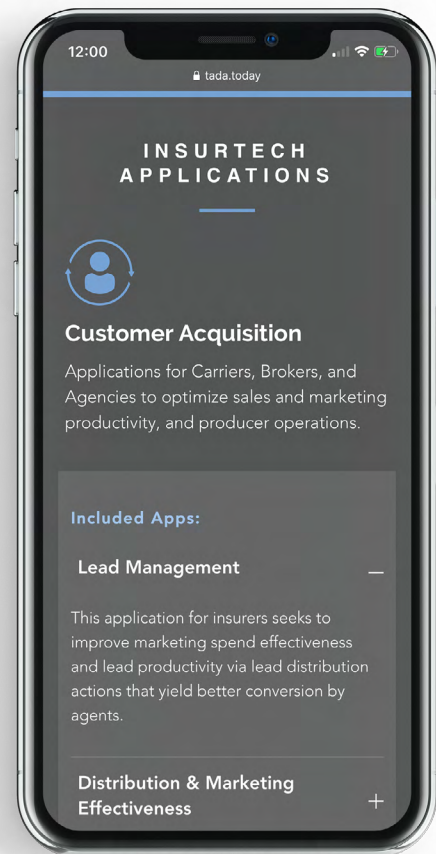 12:00
tada.today
INSURTECH
APPLICATIONS
Customer Acquisition
Applications for Carriers, Brokers, and
Agencies to optimize sales and marketing
productivity, and producer operations.
Included Apps:
Lead Management
This application for insurers seeks to
improve marketing spend effectiveness
and lead productivity via lead distribution
actions that yield better conversion by
agents.
Distribution & Marketing
Effectiveness